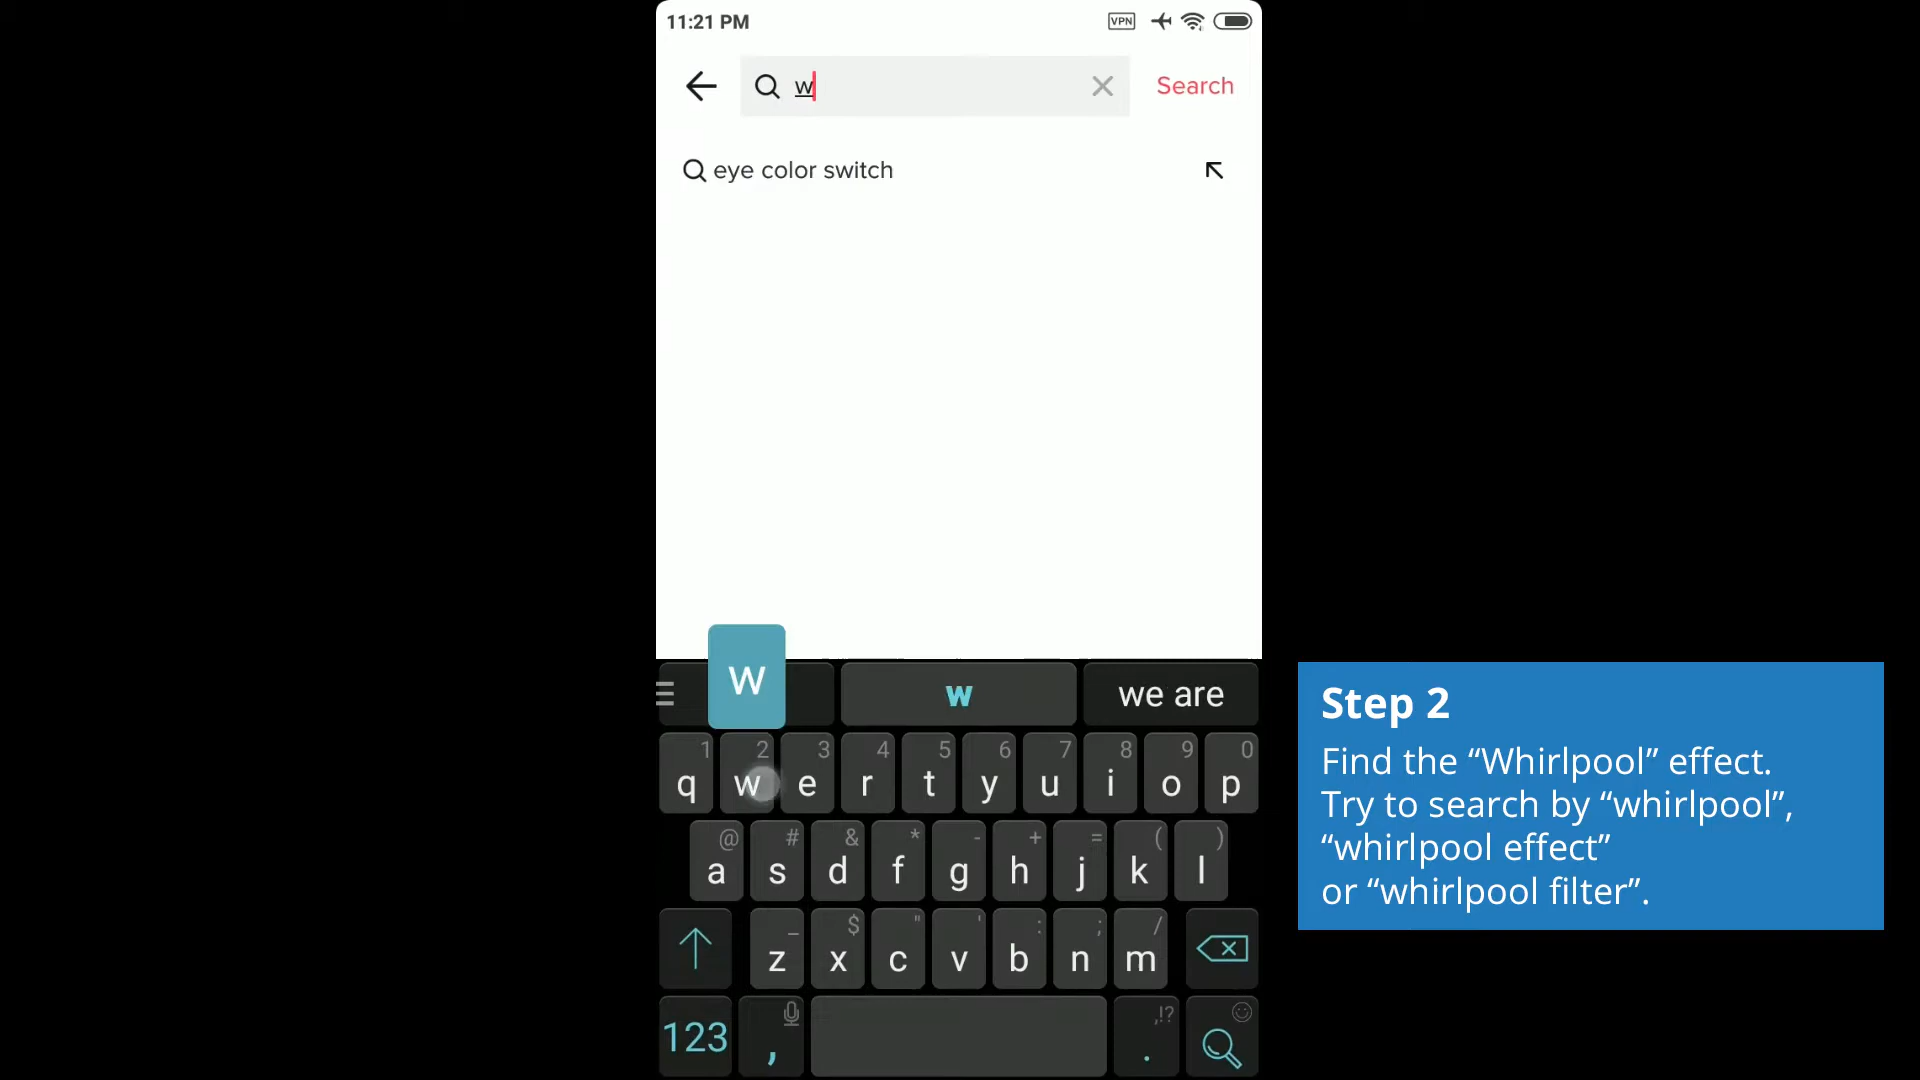 11:21 PM
VPN
w
Search
eye color switch
W
w
we are
1 2 3 4 5 6 7 8 9 0
q w e r t y u i o p
@ # & * - + = ( )
a s d f g h j k l
_ $ " ' : ; /
z x c v b n m
,!?
123 , .
Step 2
Find the “Whirlpool” effect.
Try to search by “whirlpool”,
“whirlpool effect”
or “whirlpool filter”.